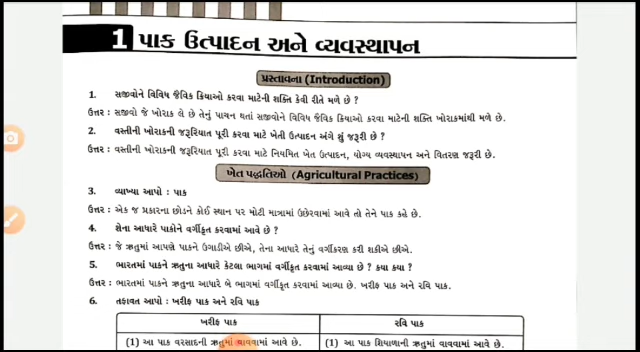 1 પાક ઉત્પાદન અને વ્યવસ્થાપન
પ્રસ્તાવના (Introduction)
1. સજીવોને વિવિધ જૈવિક ક્રિયાઓ કરવા માટેની શક્તિ કેવી રીતે મળે છે ?
ઉત્તર : સજીવો જે ખોરાક લે છે તેનું પાચન થતાં સજીવોને વિવિધ જૈવિક ક્રિયાઓ કરવા માટેની શક્તિ ખોરાકમાંથી મળે છે.
2. વસ્તીની ખોરાકની જરૂરિયાત પૂરી કરવા માટે ખેતી ઉત્પાદન અંગે શું જરૂરી છે ?
ઉત્તર : વસ્તીની ખોરાકની જરૂરિયાત પૂરી કરવા માટે નિયમિત ખેત ઉત્પાદન, યોગ્ય વ્યવસ્થાપન અને વિતરણ જરૂરી છે.
ખેત પદ્ધતિઓ (Agricultural Practices)
3. વ્યાખ્યા આપો : પાક
ઉત્તર : એક જ પ્રકારના છોડને કોઈ સ્થાન પર મોટી માત્રામાં ઉછેરવામાં આવે તો તેને પાક કહે છે.
4. શેના આધારે પાકોને વર્ગીકૃત કરવામાં આવે છે ?
ઉત્તર : જે ઋતુમાં આપણે પાકને ઉગાડીએ છીએ, તેના આધારે તેનું વર્ગીકરણ કરી શકીએ છીએ.
5. ભારતમાં પાકને ઋતુના આધારે કેટલા ભાગમાં વર્ગીકૃત કરવામાં આવ્યા છે ? કયા કયા ?
ઉત્તર : ભારતમાં પાકને ઋતુના આધારે બે ભાગમાં વર્ગીકૃત કરવામાં આવ્યા છે. ખરીફ પાક અને રવિ પાક.
6. તફાવત આપો : ખરીફ પાક અને રવિ પાક
ખરીફ પાક રવિ પાક
(1) આ પાક વરસાદની ઋતુમાં વાવવામાં આવે છે. (1) આ પાક શિયાળાની ઋતુમાં વાવવામાં આવે છે.